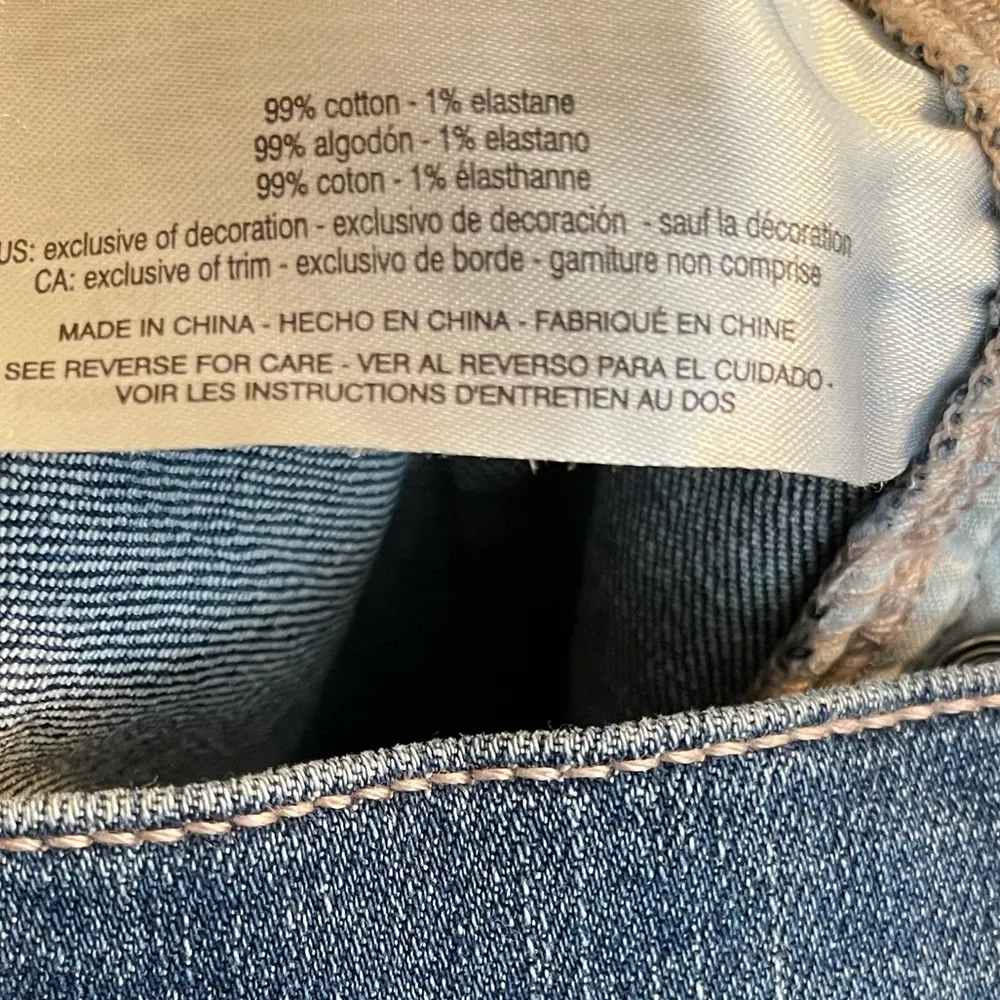 99% cotton - 1% elastane
99% algodón - 1% elastano
99% coton - 1% élasthanne
US: exclusive of decoration - exclusivo de decoración - sauf la décoration
CA: exclusive of trim - exclusivo de borde - garniture non comprise
MADE IN CHINA - HECHO EN CHINA - FABRIQUÉ EN CHINE
SEE REVERSE FOR CARE - VER AL REVERSO PARA EL CUIDADO -
VOIR LES INSTRUCTIONS D'ENTRETIEN AU DOS